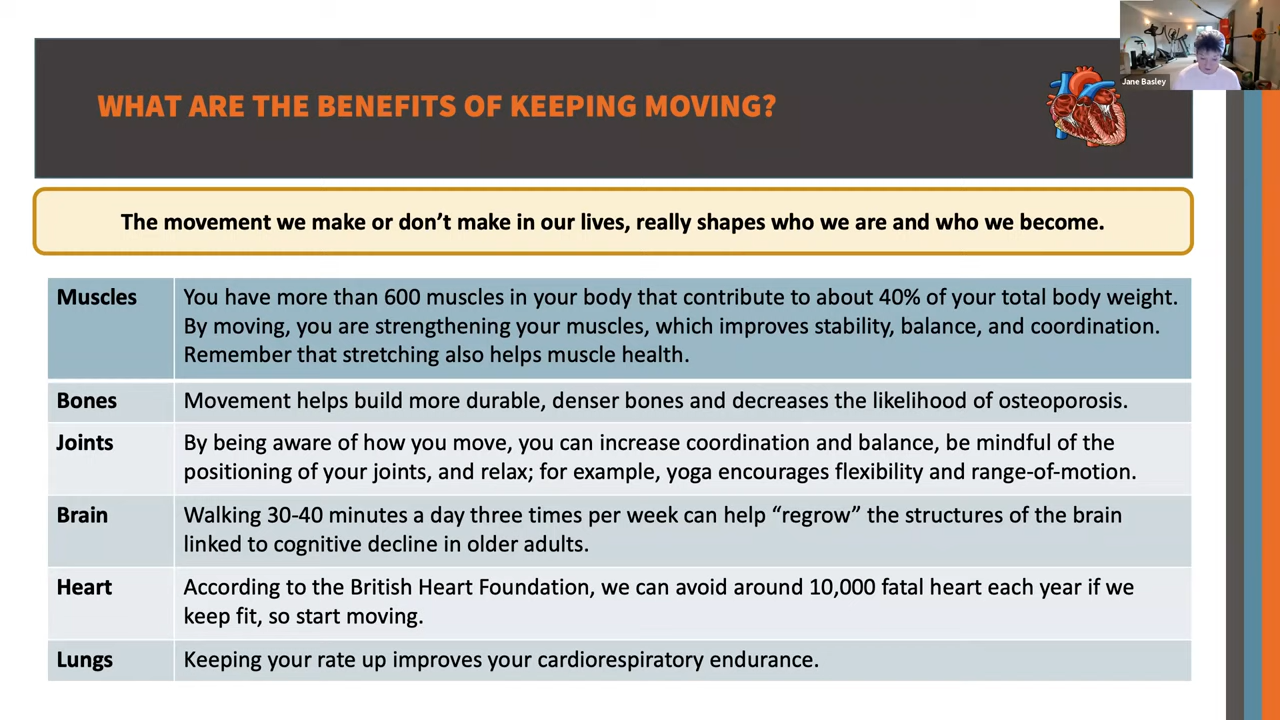 WHAT ARE THE BENEFITS OF KEEPING MOVING?
Jane Basley
The movement we make or don’t make in our lives, really shapes who we are and who we become.
Muscles
You have more than 600 muscles in your body that contribute to about 40% of your total body weight.
By moving, you are strengthening your muscles, which improves stability, balance, and coordination.
Remember that stretching also helps muscle health.
Bones
Movement helps build more durable, denser bones and decreases the likelihood of osteoporosis.
Joints
By being aware of how you move, you can increase coordination and balance, be mindful of the
positioning of your joints, and relax; for example, yoga encourages flexibility and range-of-motion.
Brain
Walking 30-40 minutes a day three times per week can help “regrow” the structures of the brain
linked to cognitive decline in older adults.
Heart
According to the British Heart Foundation, we can avoid around 10,000 fatal heart each year if we
keep fit, so start moving.
Lungs
Keeping your rate up improves your cardiorespiratory endurance.